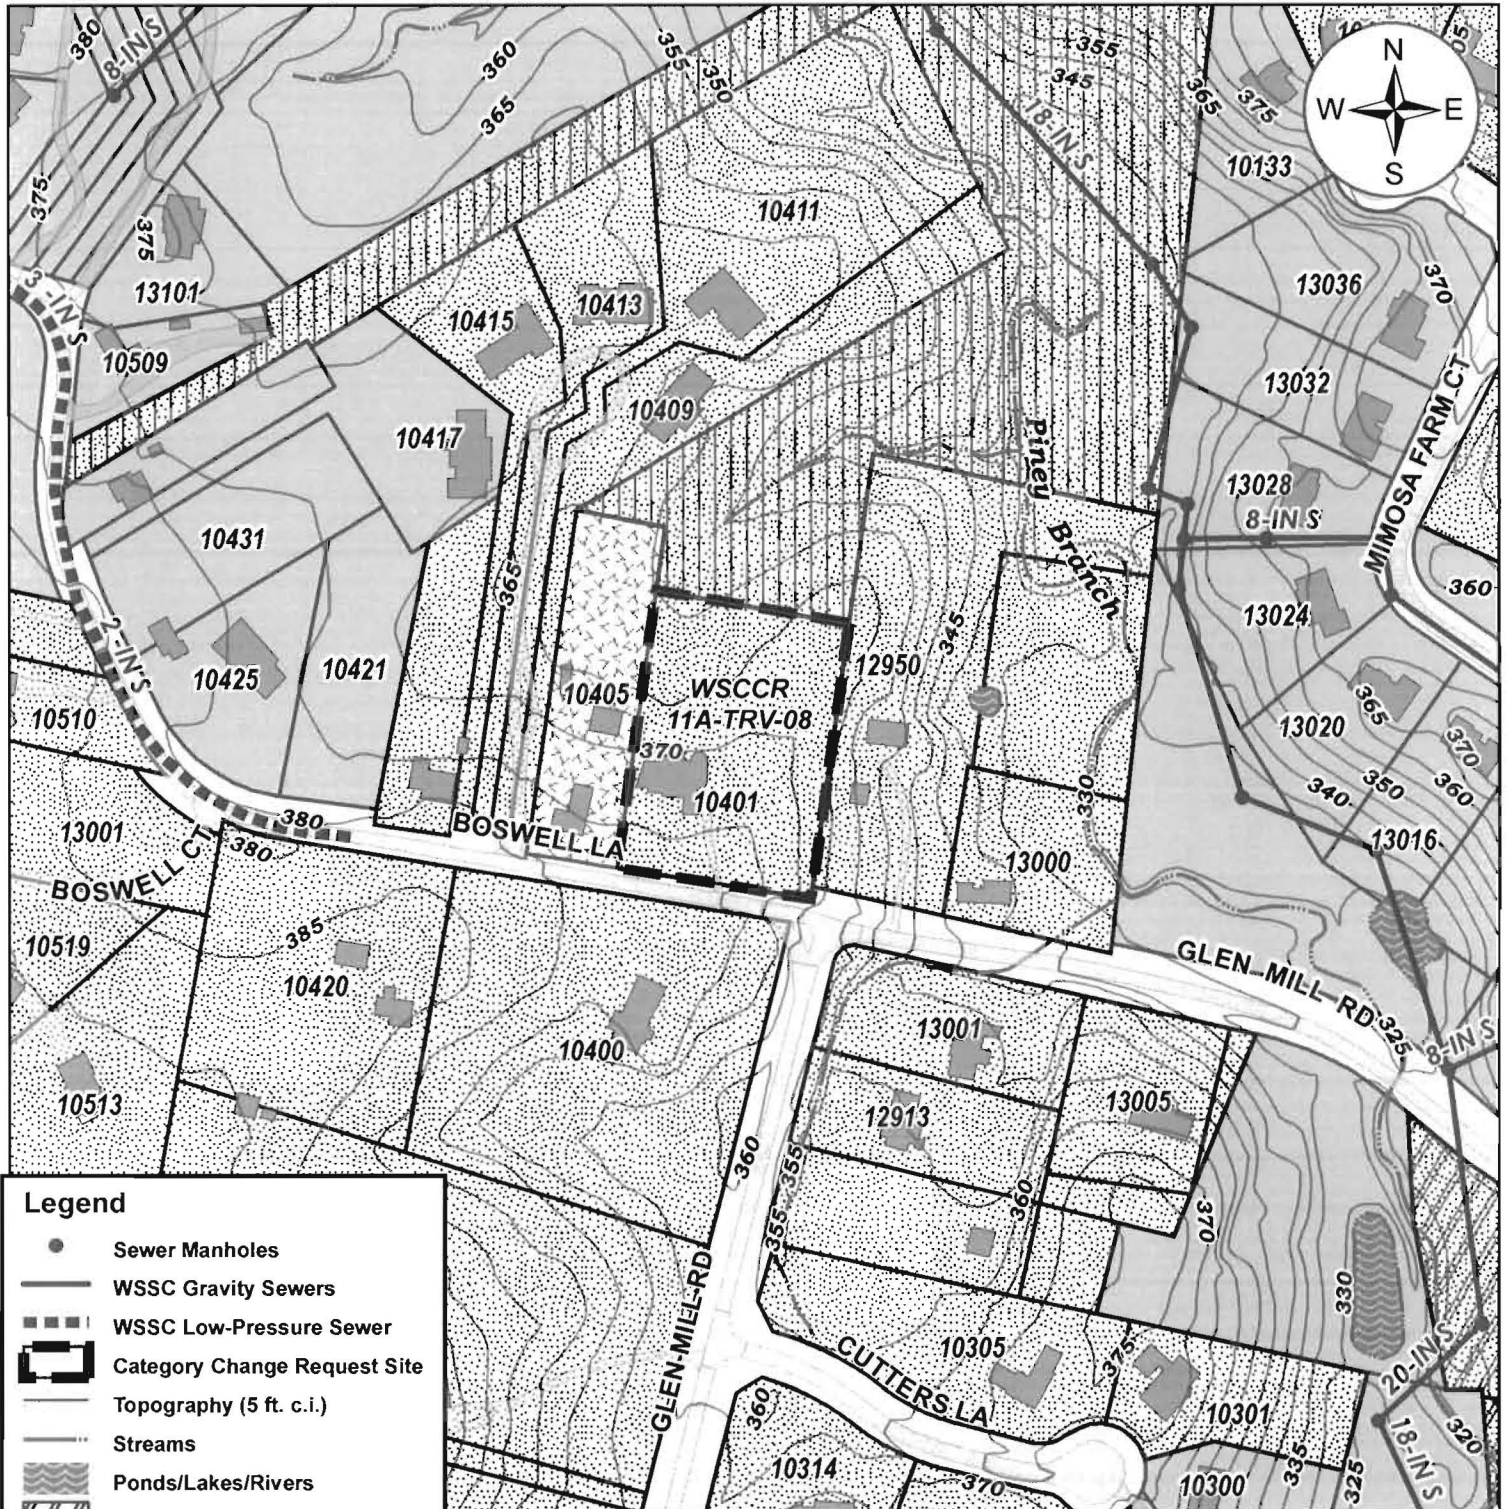 380
8-IN S
360
365
355
350
355
345
365
375
N
W
E
S
18-IN S
10133
375
375
13101
10411
10413
10415
3-IN S
10509
13036
370
13032
10409
10417
MIMOSA FARM CT
Piney
Branch
13028
8-IN S
10431
365
360
13024
2-IN S
10425
10421
10405
WSCCR
11A-TRV-08
12950
345
365
10510
13020
370
370
10401
330
340
350
360
380
13001
BOSWELL CT
380
BOSWELL LA
13000
13016
385
10519
10420
GLEN MILL RD
325
8-IN S
10400
13001
10513
12913
13005
360
355
360
370
355
GLEN MILL RD
330
10305
CUTTERS LA
375
20-IN S
360
10301
18-IN S
320
10314
370
10300
335
325
Legend
Sewer Manholes
WSSC Gravity Sewers
WSSC Low-Pressure Sewer
Category Change Request Site
Topography (5 ft. c.i.)
Streams
Ponds/Lakes/Rivers